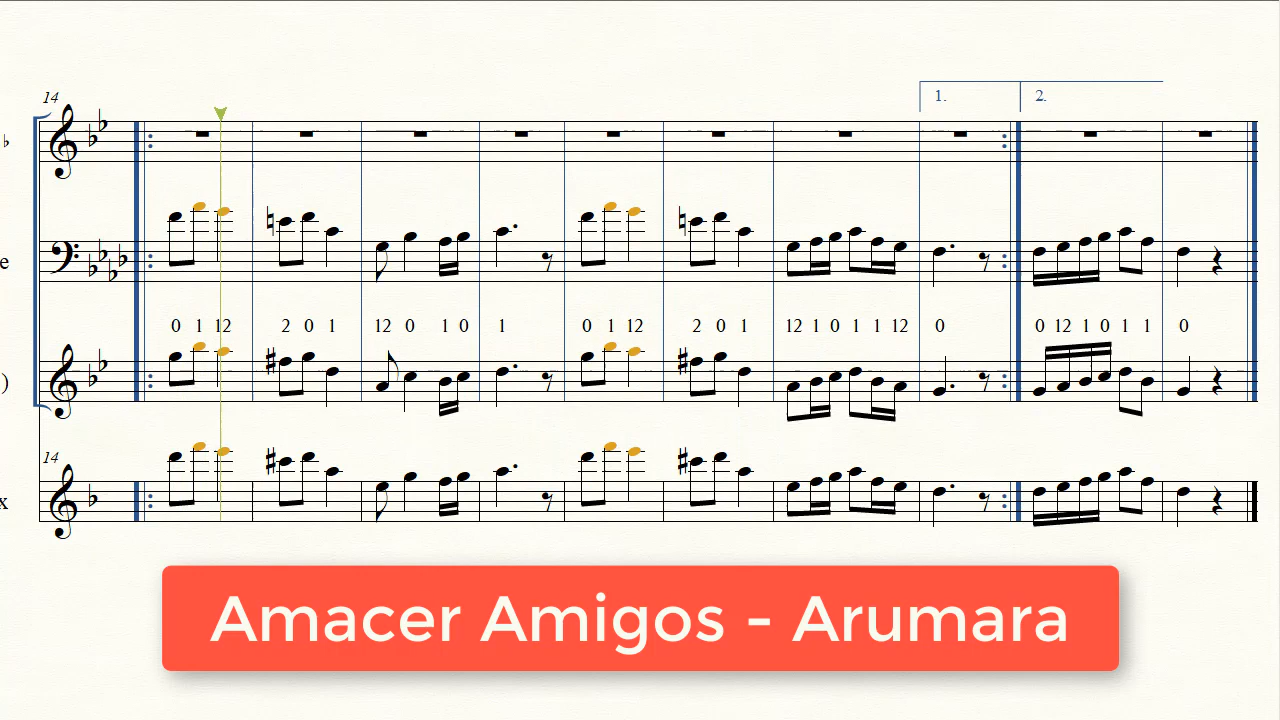 14
1. 2.
♭
e
0 1 12 2 0 1 12 0 1 0 1 0 1 12 2 0 1 12 1 0 1 1 12 0 0 12 1 0 1 1 0
)
14
x
Amacer Amigos - Arumara